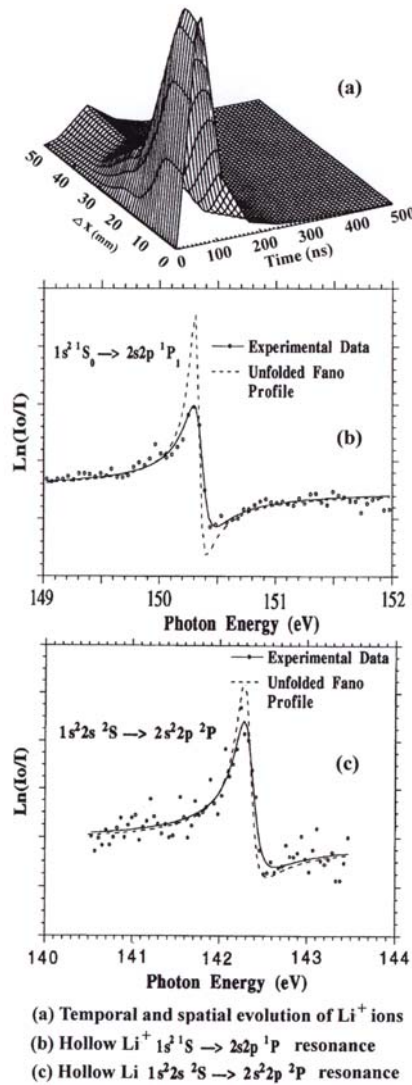 (a)
50
40
30
20
10
0
Δx (mm)
0
100
200
300
400
500
Time (ns)
1s² ¹S₀ —> 2s2p ¹P₁
Experimental Data
Unfolded Fano
Profile
(b)
Ln(Io/I)
149
150
151
152
Photon Energy (eV)
Experimental Data
Unfolded Fano
Profile
1s²2s ²S —> 2s²2p ²P
(c)
Ln(Io/I)
140
141
142
143
144
Photon Energy (eV)
(a) Temporal and spatial evolution of Li⁺ ions
(b) Hollow Li⁺ 1s² ¹S —> 2s2p ¹P resonance
(c) Hollow Li 1s²2s ²S —> 2s²2p ²P resonance